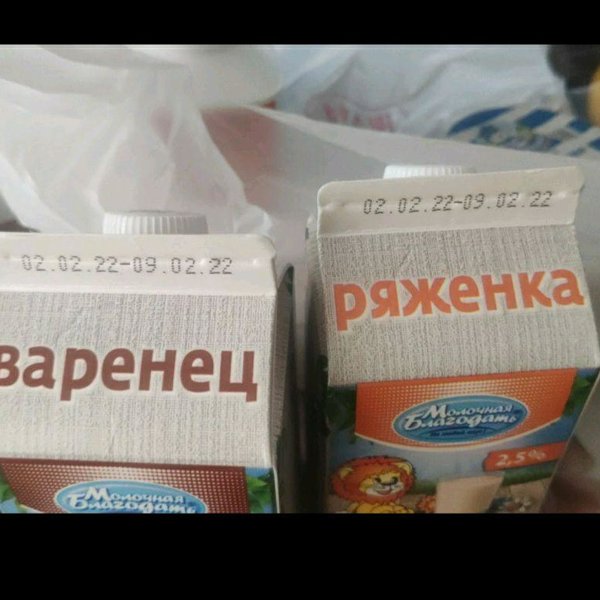 02.02.22-09.02.22
варенец
Молочная
Благодать
02.02.22-09.02.22
ряженка
Молочная
Благодать
2,5%